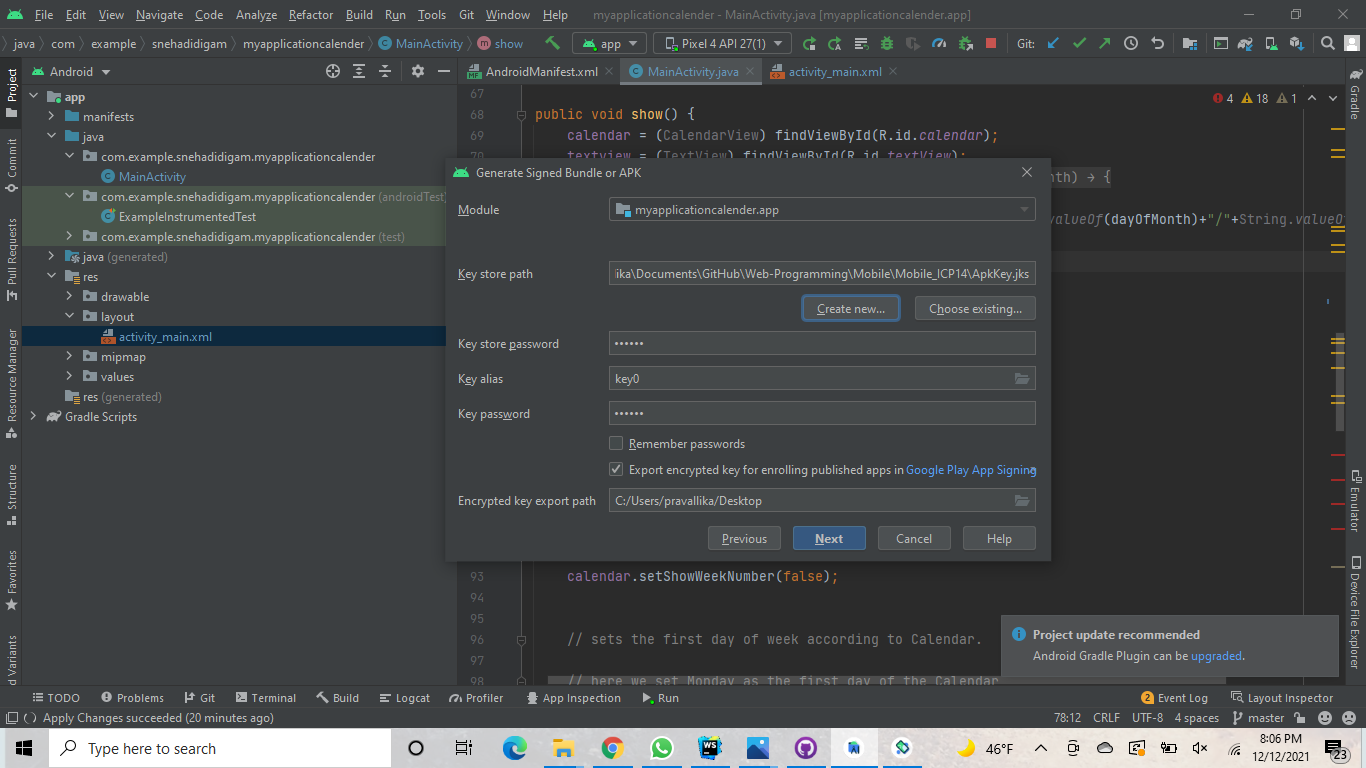 File Edit View Navigate Code Analyze Refactor Build Run Tools Git Window Help myapplicationcalender - MainActivity.java [myapplicationcalender.app]
java com example snehadidigam myapplicationcalender MainActivity show app Pixel 4 API 27(1) Git:
Project
Commit
Pull Requests
Resource Manager
Structure
Favorites
d Variants
Android
app
manifests
java
com.example.snehadidigam.myapplicationcalender
MainActivity
com.example.snehadidigam.myapplicationcalender (androidTest)
ExampleInstrumentedTest
com.example.snehadidigam.myapplicationcalender (test)
java (generated)
res
drawable
layout
activity_main.xml
mipmap
values
res (generated)
Gradle Scripts
AndroidManifest.xml MainActivity.java activity_main.xml
4 18 1
67
68 public void show() {
69 calendar = (CalendarView) findViewById(R.id.calendar);
70 textview = (TextView) findViewById(R.id.textView);
nth) → {
valueOf(dayOfMonth)+"/"+String.valueOf
Generate Signed Bundle or APK
Module myapplicationcalender.app
Key store path ika\Documents\GitHub\Web-Programming\Mobile\Mobile_ICP14\ApkKey.jks
Create new... Choose existing...
Key store password ••••••
Key alias key0
Key password ••••••
Remember passwords
Export encrypted key for enrolling published apps in Google Play App Signing
Encrypted key export path C:/Users/pravallika/Desktop
Previous Next Cancel Help
93 calendar.setShowWeekNumber(false);
94
95
96 // sets the first day of week according to Calendar.
97
98 // here we set Monday as the first day of the Calendar
Project update recommended
Android Gradle Plugin can be upgraded.
Gradle
Emulator
Device File Explorer
TODO Problems Git Terminal Build Logcat Profiler App Inspection Run 2 Event Log Layout Inspector
Apply Changes succeeded (20 minutes ago) 78:12 CRLF UTF-8 4 spaces master
Type here to search
46°F
8:06 PM
12/12/2021
23